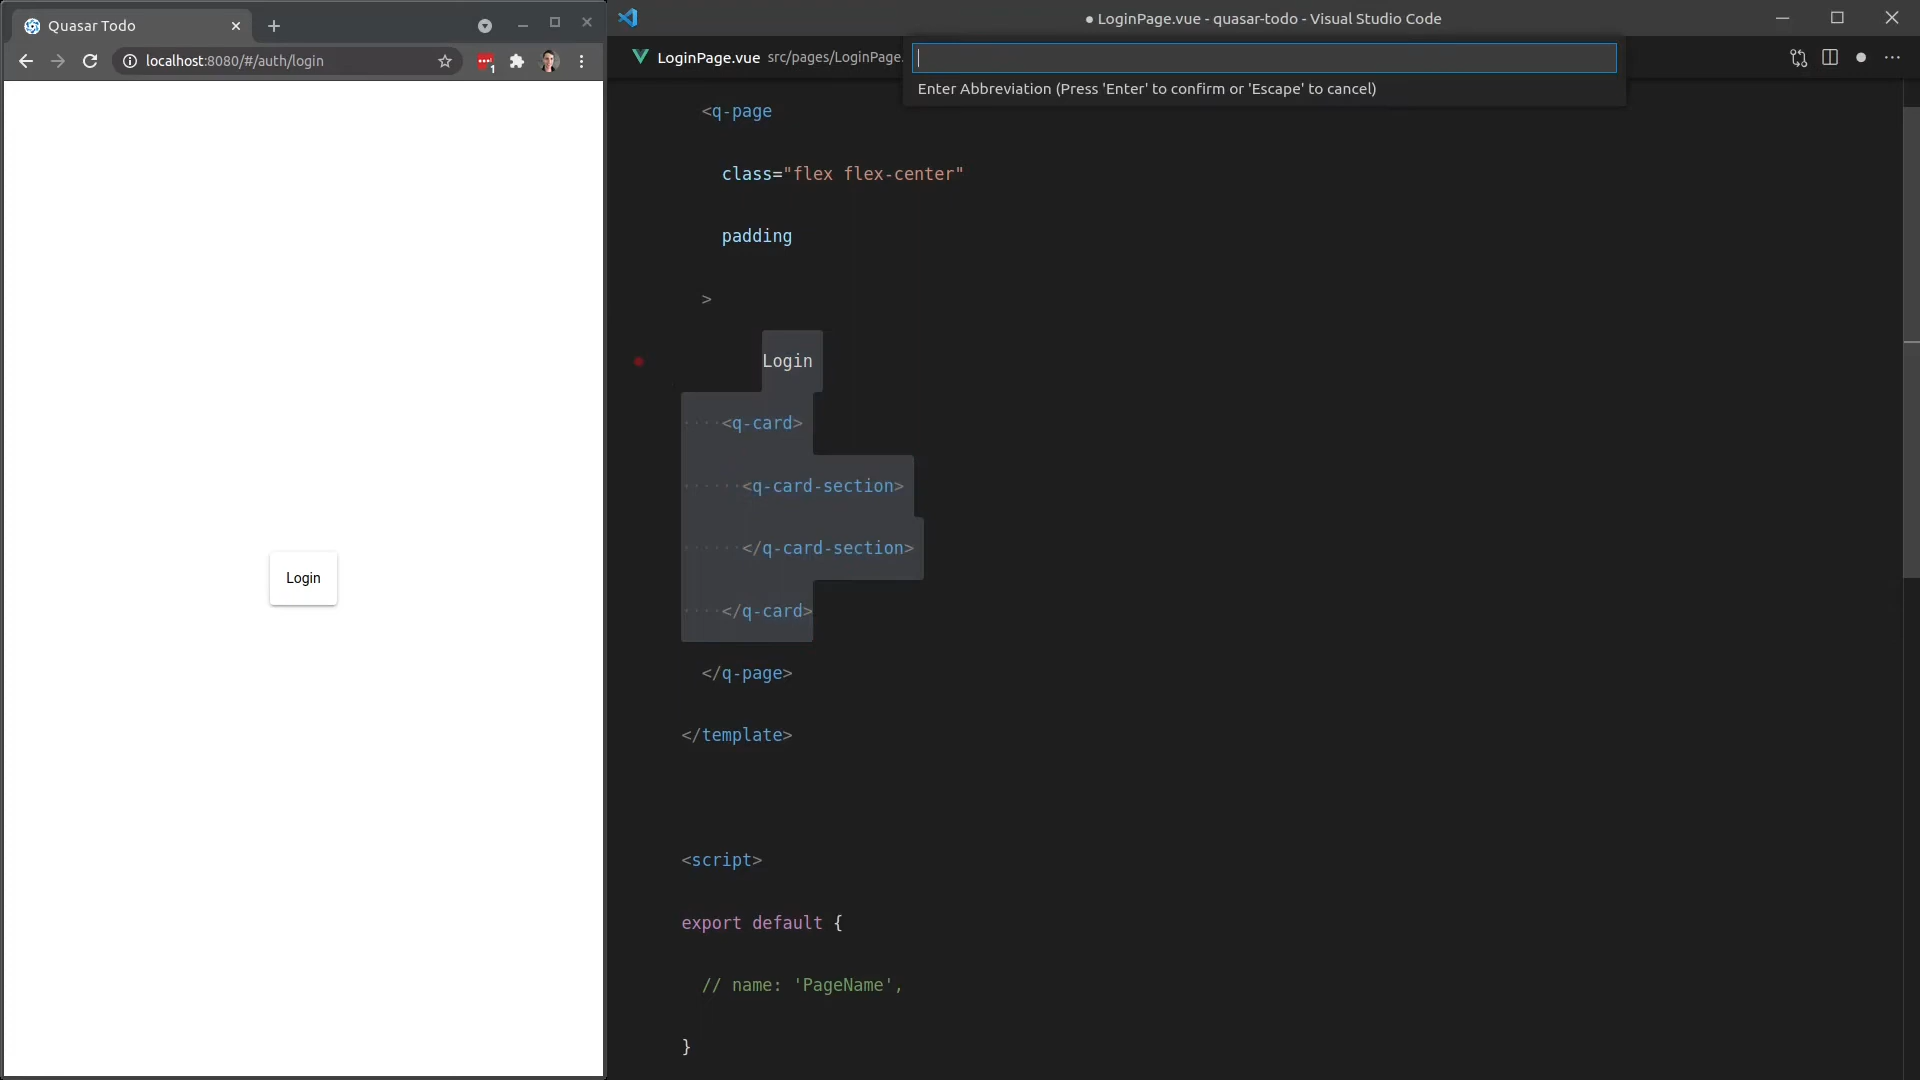 Quasar Todo
localhost:8080/#/auth/login
1
Login
● LoginPage.vue - quasar-todo - Visual Studio Code
LoginPage.vue src/pages/LoginPage.
Enter Abbreviation (Press 'Enter' to confirm or 'Escape' to cancel)
<q-page
class="flex flex-center"
padding
>
Login
····<q-card>
······<q-card-section>
······</q-card-section>
····</q-card>
</q-page>
</template>
<script>
export default {
// name: 'PageName',
}